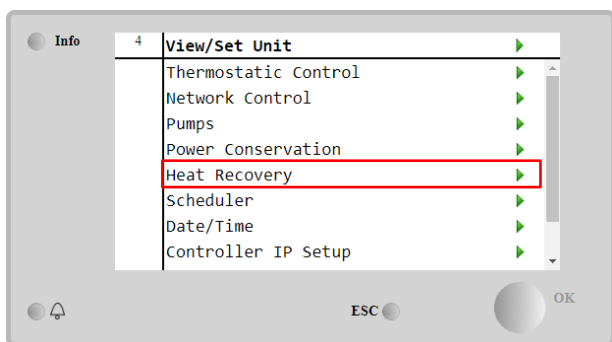 Info
4 View/Set Unit
Thermostatic Control
Network Control
Pumps
Power Conservation
Heat Recovery
Scheduler
Date/Time
Controller IP Setup
ESC
OK